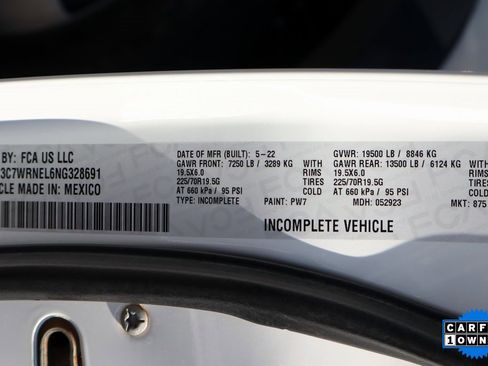 BY: FCA US LLC
3C7WRNEL6NG328691
CLE MADE IN: MEXICO
DATE OF MFR (BUILT): 5-22
GAWR FRONT: 7250 LB / 3289 KG WITH
19.5X6.0 RIMS
225/70R19.5G TIRES
AT 660 kPa / 95 PSI COLD
TYPE: INCOMPLETE PAINT: PW7
GVWR: 19500 LB / 8846 KG
GAWR REAR: 13500 LB / 6124 KG WITH
19.5X6.0 RIMS
225/70R19.5G TIRES
AT 660 kPa / 95 PSI COLD
MDH: 052923 MKT: 875
INCOMPLETE VEHICLE
CARF
1 OWN